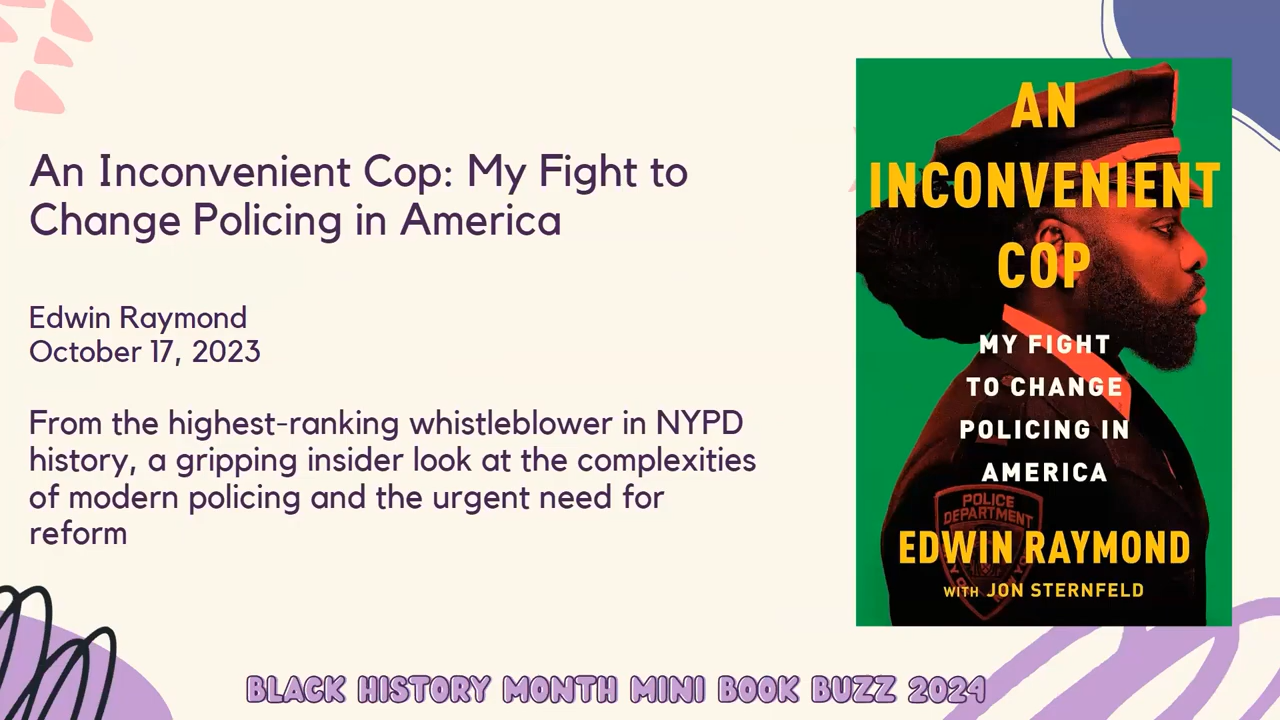 An Inconvenient Cop: My Fight to
Change Policing in America
Edwin Raymond
October 17, 2023
From the highest-ranking whistleblower in NYPD
history, a gripping insider look at the complexities
of modern policing and the urgent need for
reform
AN
INCONVENIENT
COP
MY FIGHT
TO CHANGE
POLICING IN
AMERICA
POLICE
DEPARTMENT
EDWIN RAYMOND
WITH JON STERNFELD
BLACK HISTORY MONTH MINI BOOK BUZZ 2024